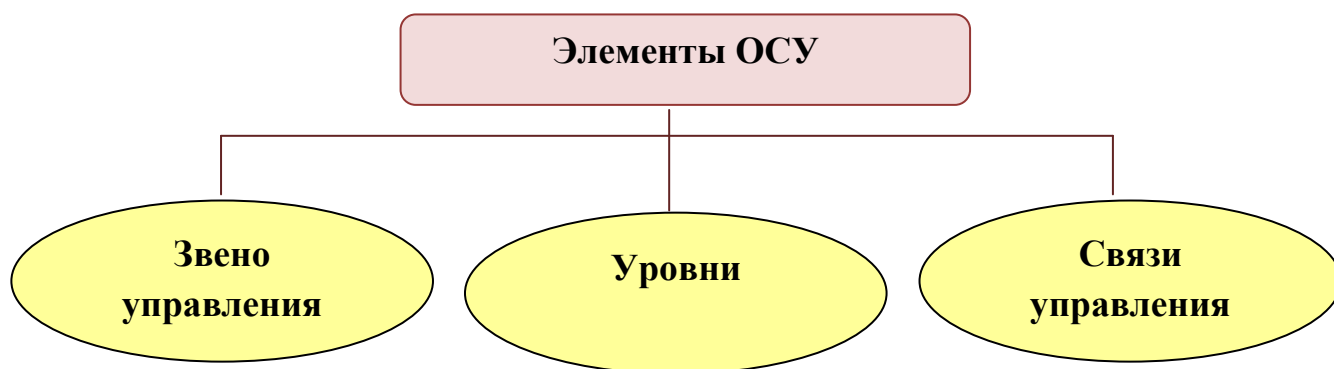 Элементы ОСУ
Звено
управления
Уровни
Связи
управления